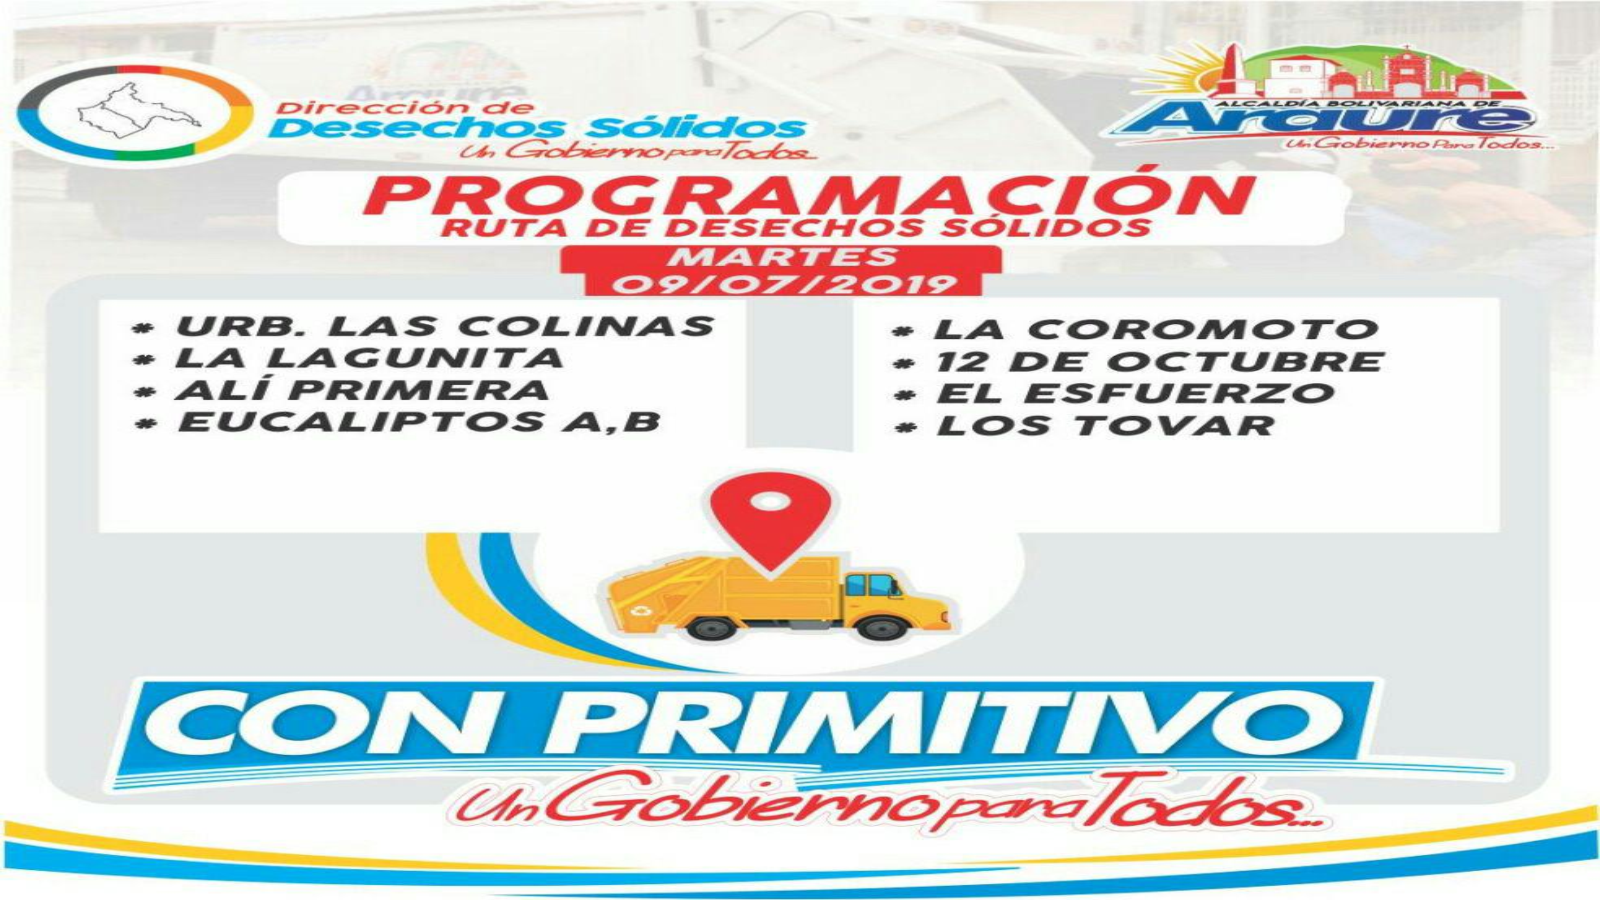 Dirección de
Desechos Sólidos
Un Gobierno para Todos...
ALCALDÍA BOLIVARIANA DE
Araure
Un Gobierno Para Todos...
Araure
PROGRAMACIÓN
RUTA DE DESECHOS SÓLIDOS
MARTES
09/07/2019
* URB. LAS COLINAS
* LA LAGUNITA
* ALÍ PRIMERA
* EUCALIPTOS A,B
* LA COROMOTO
* 12 DE OCTUBRE
* EL ESFUERZO
* LOS TOVAR
CON PRIMITIVO
Un Gobierno para Todos...